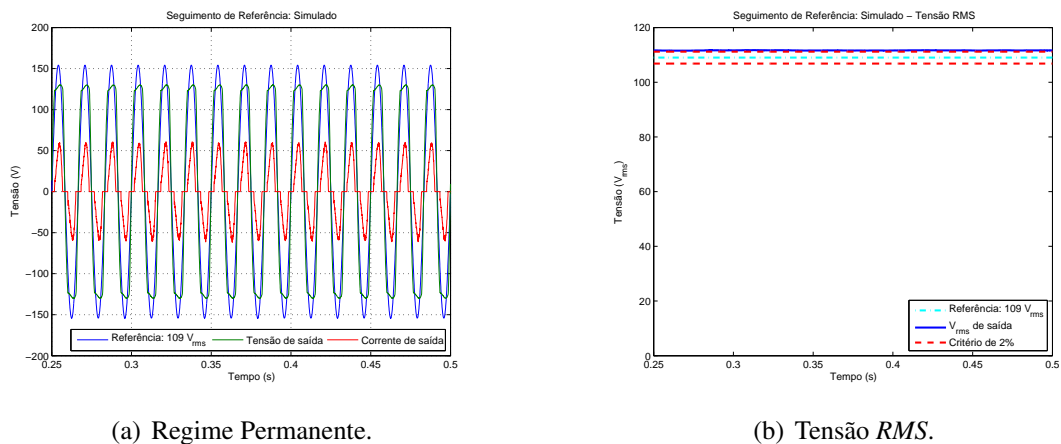 Seguimento de Referência: Simulado
200
150
100
50
0
−50
−100
−150
−200
Tensão (V)
0.25
0.3
0.35
0.4
0.45
0.5
Tempo (s)
Referência: 109 Vrms
Tensão de saída
Corrente de saída
(a) Regime Permanente.
Seguimento de Referência: Simulado − Tensão RMS
120
100
80
60
40
20
0
Tensão (Vrms)
0.25
0.3
0.35
0.4
0.45
0.5
Tempo (s)
Referência: 109 Vrms
Vrms de saída
Critério de 2%
(b) Tensão RMS.